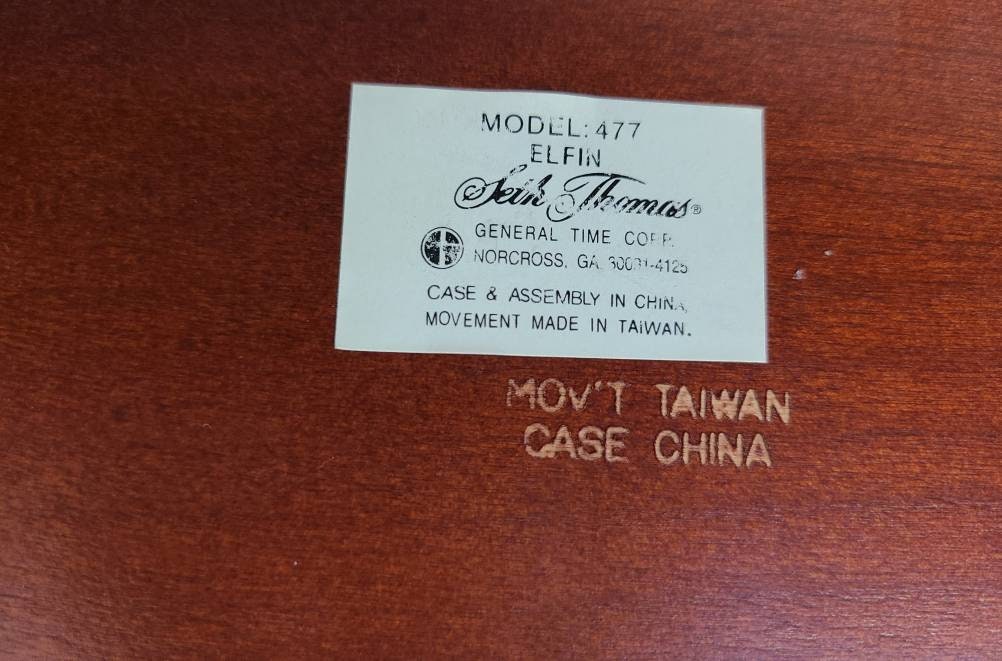 MODEL: 477
ELFIN
Seth Thomas®
GENERAL TIME CORP.
NORCROSS, GA. 30091-4125
CASE & ASSEMBLY IN CHINA,
MOVEMENT MADE IN TAIWAN.
MOV'T TAIWAN
CASE CHINA